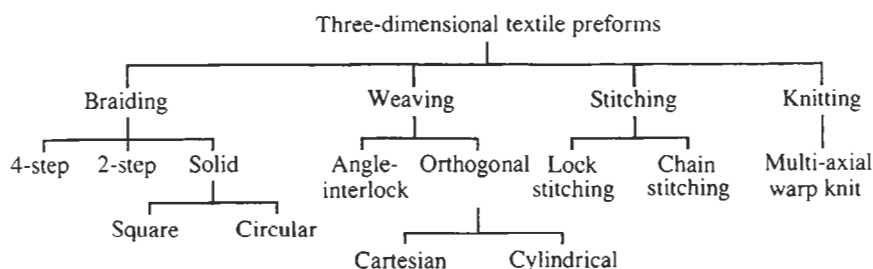 Three-dimensional textile preforms
Braiding Weaving Stitching Knitting
4-step 2-step Solid Angle- Orthogonal Lock Chain Multi-axial
interlock stitching stitching warp knit
Square Circular
Cartesian Cylindrical